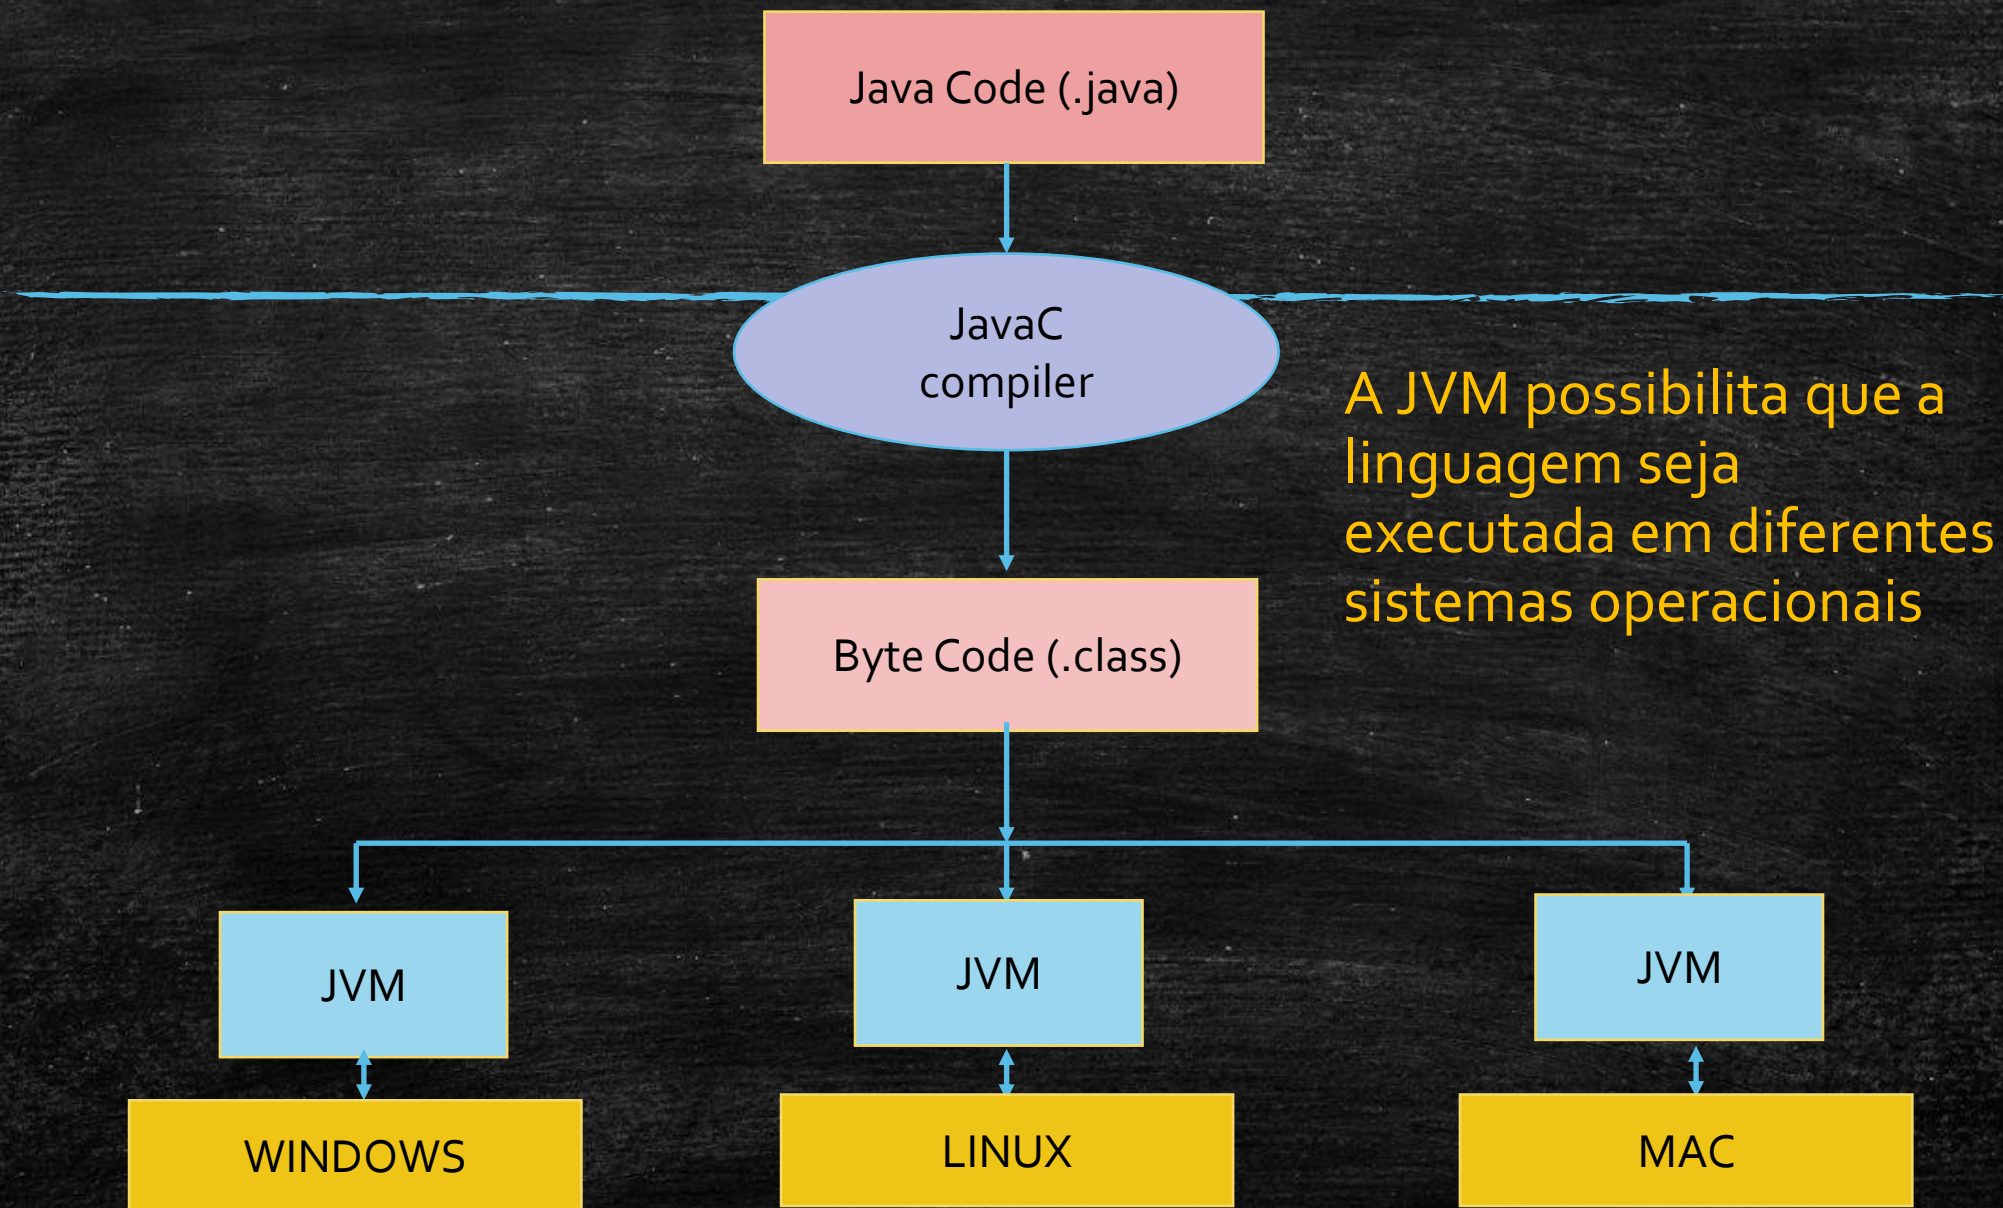 Java Code (.java)
JavaC
compiler
A JVM possibilita que a
linguagem seja
executada em diferentes
sistemas operacionais
Byte Code (.class)
JVM
JVM
JVM
WINDOWS
LINUX
MAC